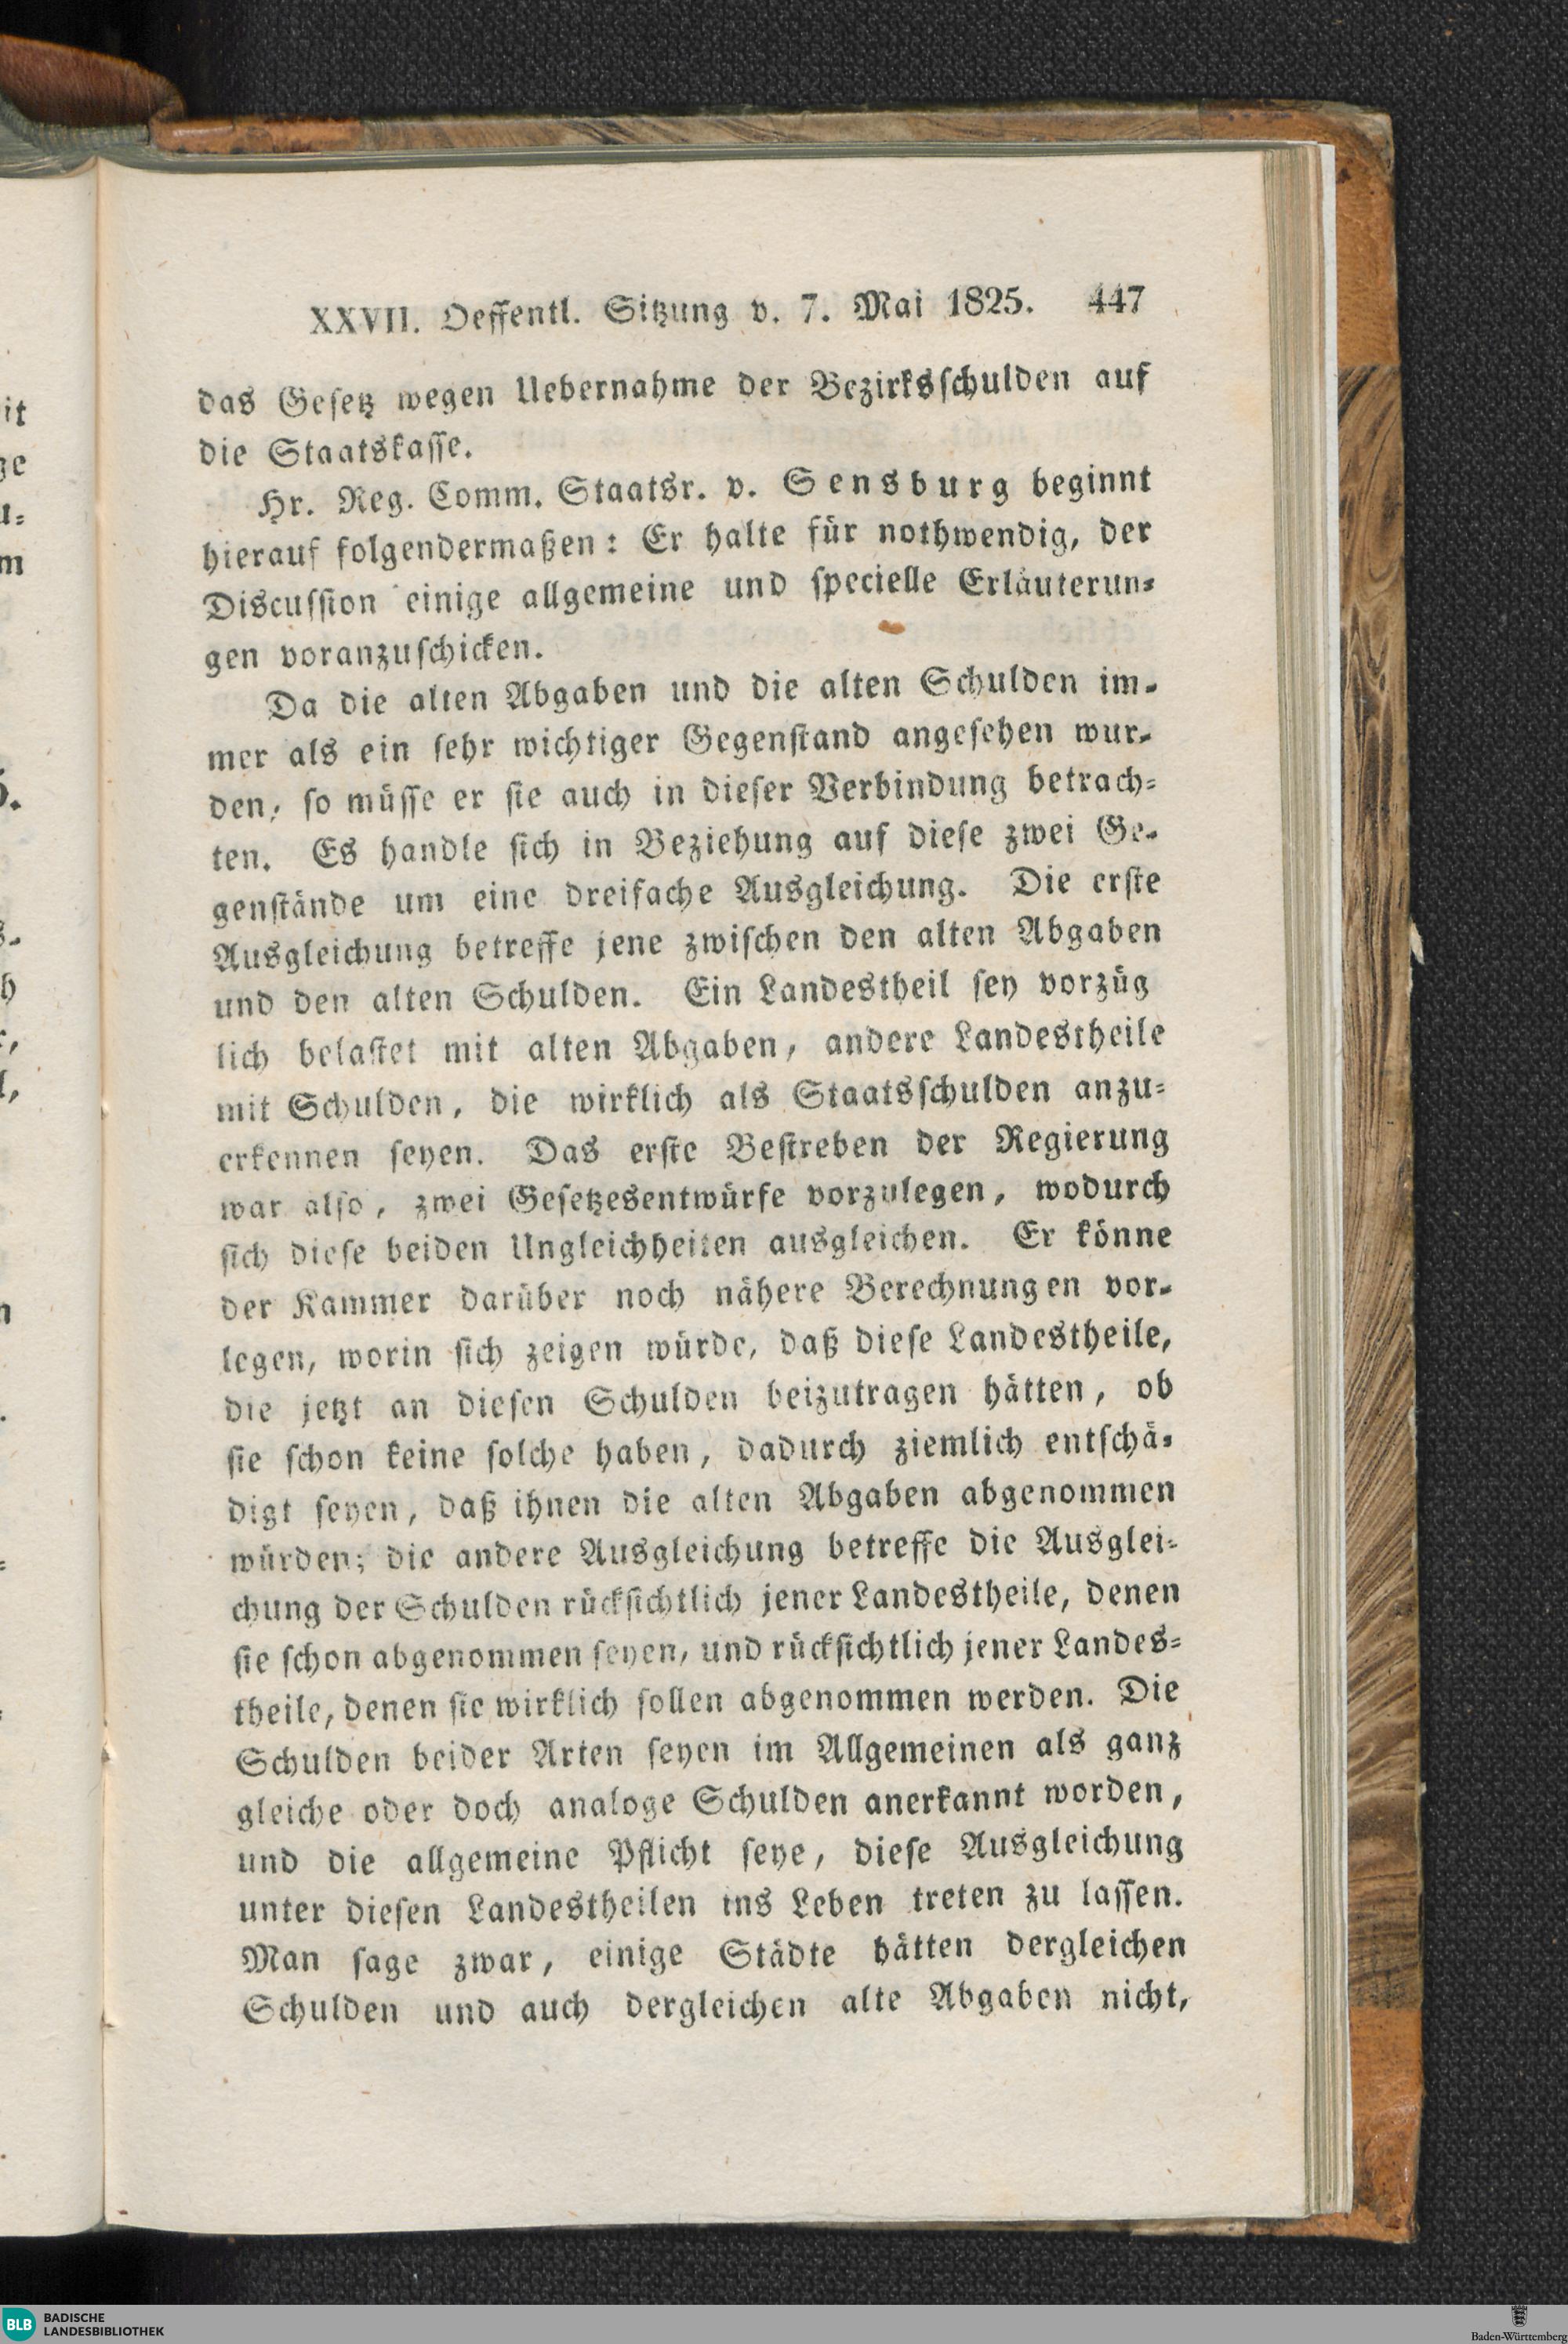 XXVII. Oeffentl. Sitzung v. 7. Mai 1825. 447
das Geſetz wegen Uebernahme der Bezirksſchulden auf
die Staatskaſſe.
Hr. Reg. Comm. Staatsr. v. Sensburg beginnt
hierauf folgendermaßen: Er halte für nothwendig, der
Discuſſion einige allgemeine und ſpecielle Erläuterun⸗
gen voranzuſchicken.
Da die alten Abgaben und die alten Schulden im⸗
mer als ein ſehr wichtiger Gegenſtand angeſehen wur⸗
den, ſo müſſe er ſie auch in dieſer Verbindung betrach⸗
ten. Es handle ſich in Beziehung auf dieſe zwei Ge⸗
genſtände um eine dreifache Ausgleichung. Die erſte
Ausgleichung betreffe jene zwiſchen den alten Abgaben
und den alten Schulden. Ein Landestheil ſey vorzüg
lich belaſtet mit alten Abgaben, andere Landestheile
mit Schulden, die wirklich als Staatsſchulden anzu⸗
erkennen ſeyen. Das erſte Beſtreben der Regierung
war alſo, zwei Geſetzesentwürfe vorzulegen, wodurch
ſich dieſe beiden Ungleichheiten ausgleichen. Er könne
der Kammer darüber noch nähere Berechnungen vor⸗
legen, worin ſich zeigen würde, daß dieſe Landestheile,
die jetzt an dieſen Schulden beizutragen hätten, ob
ſie ſchon keine ſolche haben, dadurch ziemlich entſchä⸗
digt ſeyen, daß ihnen die alten Abgaben abgenommen
würden; die andere Ausgleichung betreffe die Ausglei⸗
chung der Schulden rückſichtlich jener Landestheile, denen
ſie ſchon abgenommen ſeyen, und rückſichtlich jener Landes⸗
theile, denen ſie wirklich ſollen abgenommen werden. Die
Schulden beider Arten ſeyen im Allgemeinen als ganz
gleiche oder doch analoge Schulden anerkannt worden,
und die allgemeine Pflicht ſeye, dieſe Ausgleichung
unter dieſen Landestheilen ins Leben treten zu laſſen.
Man ſage zwar, einige Städte hätten dergleichen
Schulden und auch dergleichen alte Abgaben nicht,
BLB BADISCHE
LANDESBIBLIOTHEK
Baden-Württemberg